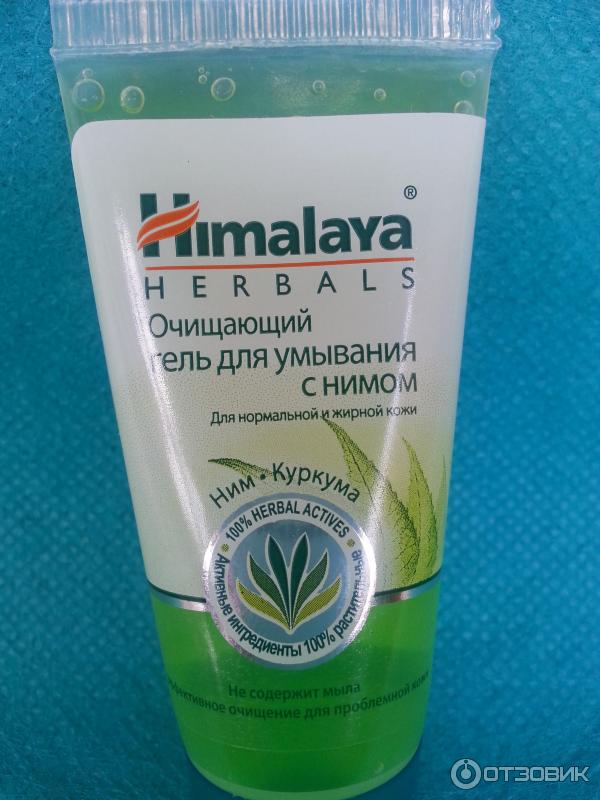 Himalaya®
HERBALS
Очищающий
гель для умывания
с нимом
Для нормальной и жирной кожи
Ним • Куркума
100% HERBAL ACTIVES
Активные ингредиенты 100% растительные
Не содержит мыла
Эффективное очищение для проблемной кожи
ОТЗОВИК